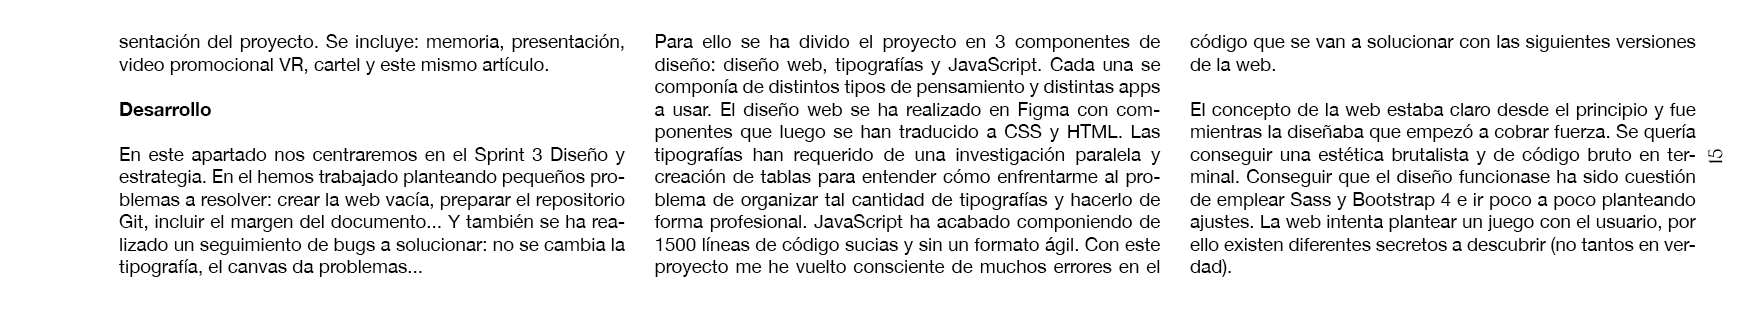 sentación del proyecto. Se incluye: memoria, presentación,
video promocional VR, cartel y este mismo artículo.
Desarrollo
En este apartado nos centraremos en el Sprint 3 Diseño y
estrategia. En el hemos trabajado planteando pequeños pro-
blemas a resolver: crear la web vacía, preparar el repositorio
Git, incluir el margen del documento... Y también se ha rea-
lizado un seguimiento de bugs a solucionar: no se cambia la
tipografía, el canvas da problemas...
Para ello se ha divido el proyecto en 3 componentes de
diseño: diseño web, tipografías y JavaScript. Cada una se
componía de distintos tipos de pensamiento y distintas apps
a usar. El diseño web se ha realizado en Figma con com-
ponentes que luego se han traducido a CSS y HTML. Las
tipografías han requerido de una investigación paralela y
creación de tablas para entender cómo enfrentarme al pro-
blema de organizar tal cantidad de tipografías y hacerlo de
forma profesional. JavaScript ha acabado componiendo de
1500 líneas de código sucias y sin un formato ágil. Con este
proyecto me he vuelto consciente de muchos errores en el
código que se van a solucionar con las siguientes versiones
de la web.
El concepto de la web estaba claro desde el principio y fue
mientras la diseñaba que empezó a cobrar fuerza. Se quería
conseguir una estética brutalista y de código bruto en ter-
minal. Conseguir que el diseño funcionase ha sido cuestión
de emplear Sass y Bootstrap 4 e ir poco a poco planteando
ajustes. La web intenta plantear un juego con el usuario, por
ello existen diferentes secretos a descubrir (no tantos en ver-
dad).
15